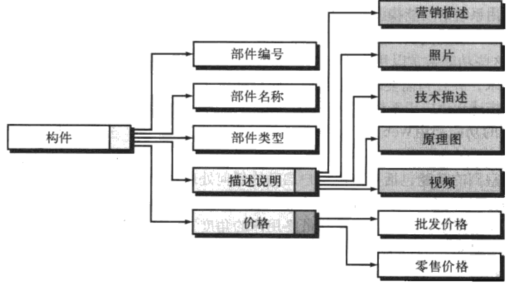 营销描述
部件编号
照片
部件名称
技术描述
构件
部件类型
原理图
描述说明
视频
价格
批发价格
零售价格